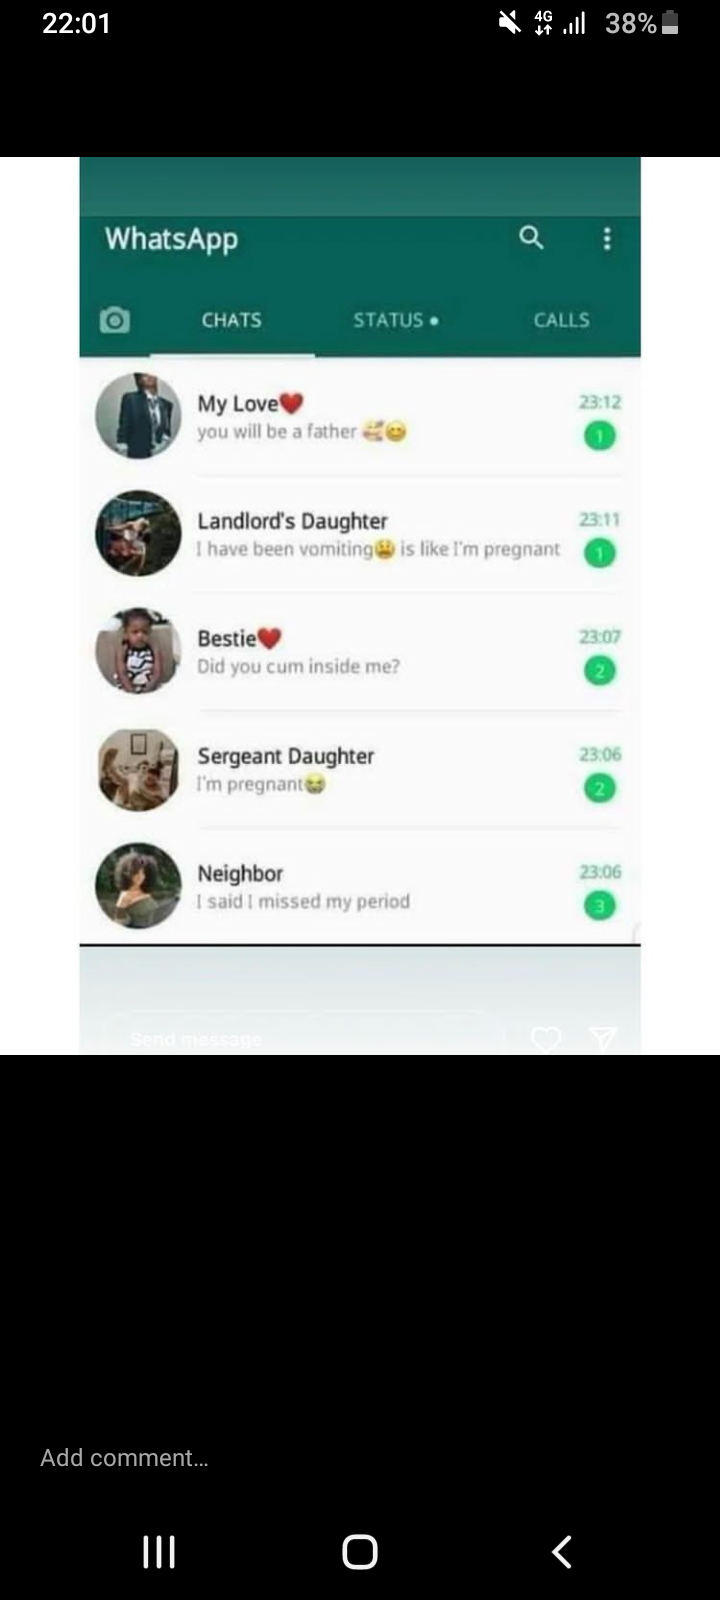 22:01 4G 38%
WhatsApp
CHATS STATUS CALLS
My Love❤️ 23:12
you will be a father 🥰😊 1
Landlord's Daughter 23:11
I have been vomiting😫 is like I'm pregnant 1
Bestie❤️ 23:07
Did you cum inside me? 2
Sergeant Daughter 23:06
I'm pregnant😭 2
Neighbor 23:06
I said I missed my period 3
Send message
Add comment...